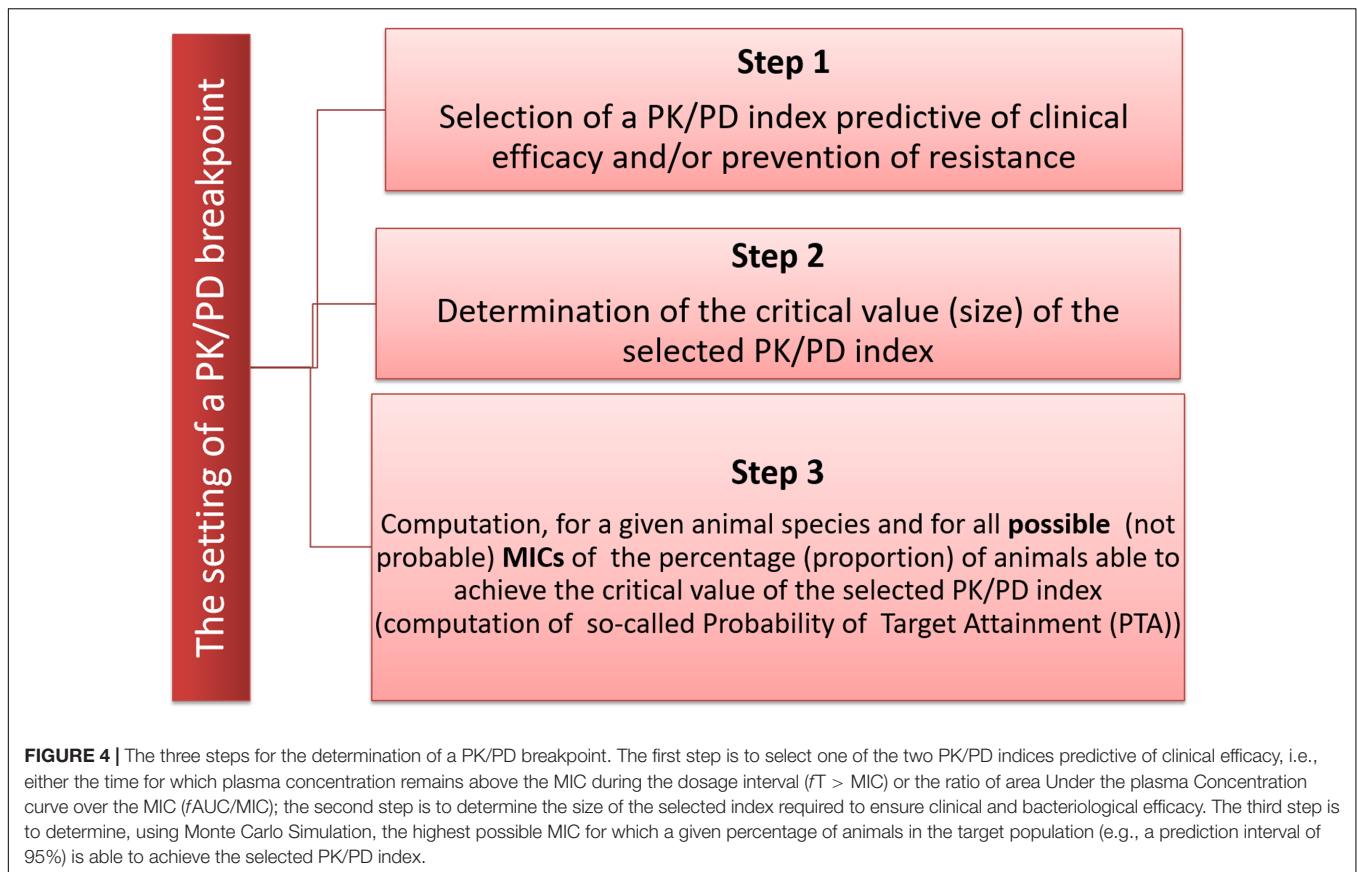 The setting of a PK/PD breakpoint
Step 1
Selection of a PK/PD index predictive of clinical
efficacy and/or prevention of resistance
Step 2
Determination of the critical value (size) of the
selected PK/PD index
Step 3
Computation, for a given animal species and for all possible (not
probable) MICs of the percentage (proportion) of animals able to
achieve the critical value of the selected PK/PD index
(computation of so-called Probability of Target Attainment (PTA))
FIGURE 4 | The three steps for the determination of a PK/PD breakpoint. The first step is to select one of the two PK/PD indices predictive of clinical efficacy, i.e.,
either the time for which plasma concentration remains above the MIC during the dosage interval (fT > MIC) or the ratio of area Under the plasma Concentration
curve over the MIC (fAUC/MIC); the second step is to determine the size of the selected index required to ensure clinical and bacteriological efficacy. The third step is
to determine, using Monte Carlo Simulation, the highest possible MIC for which a given percentage of animals in the target population (e.g., a prediction interval of
95%) is able to achieve the selected PK/PD index.